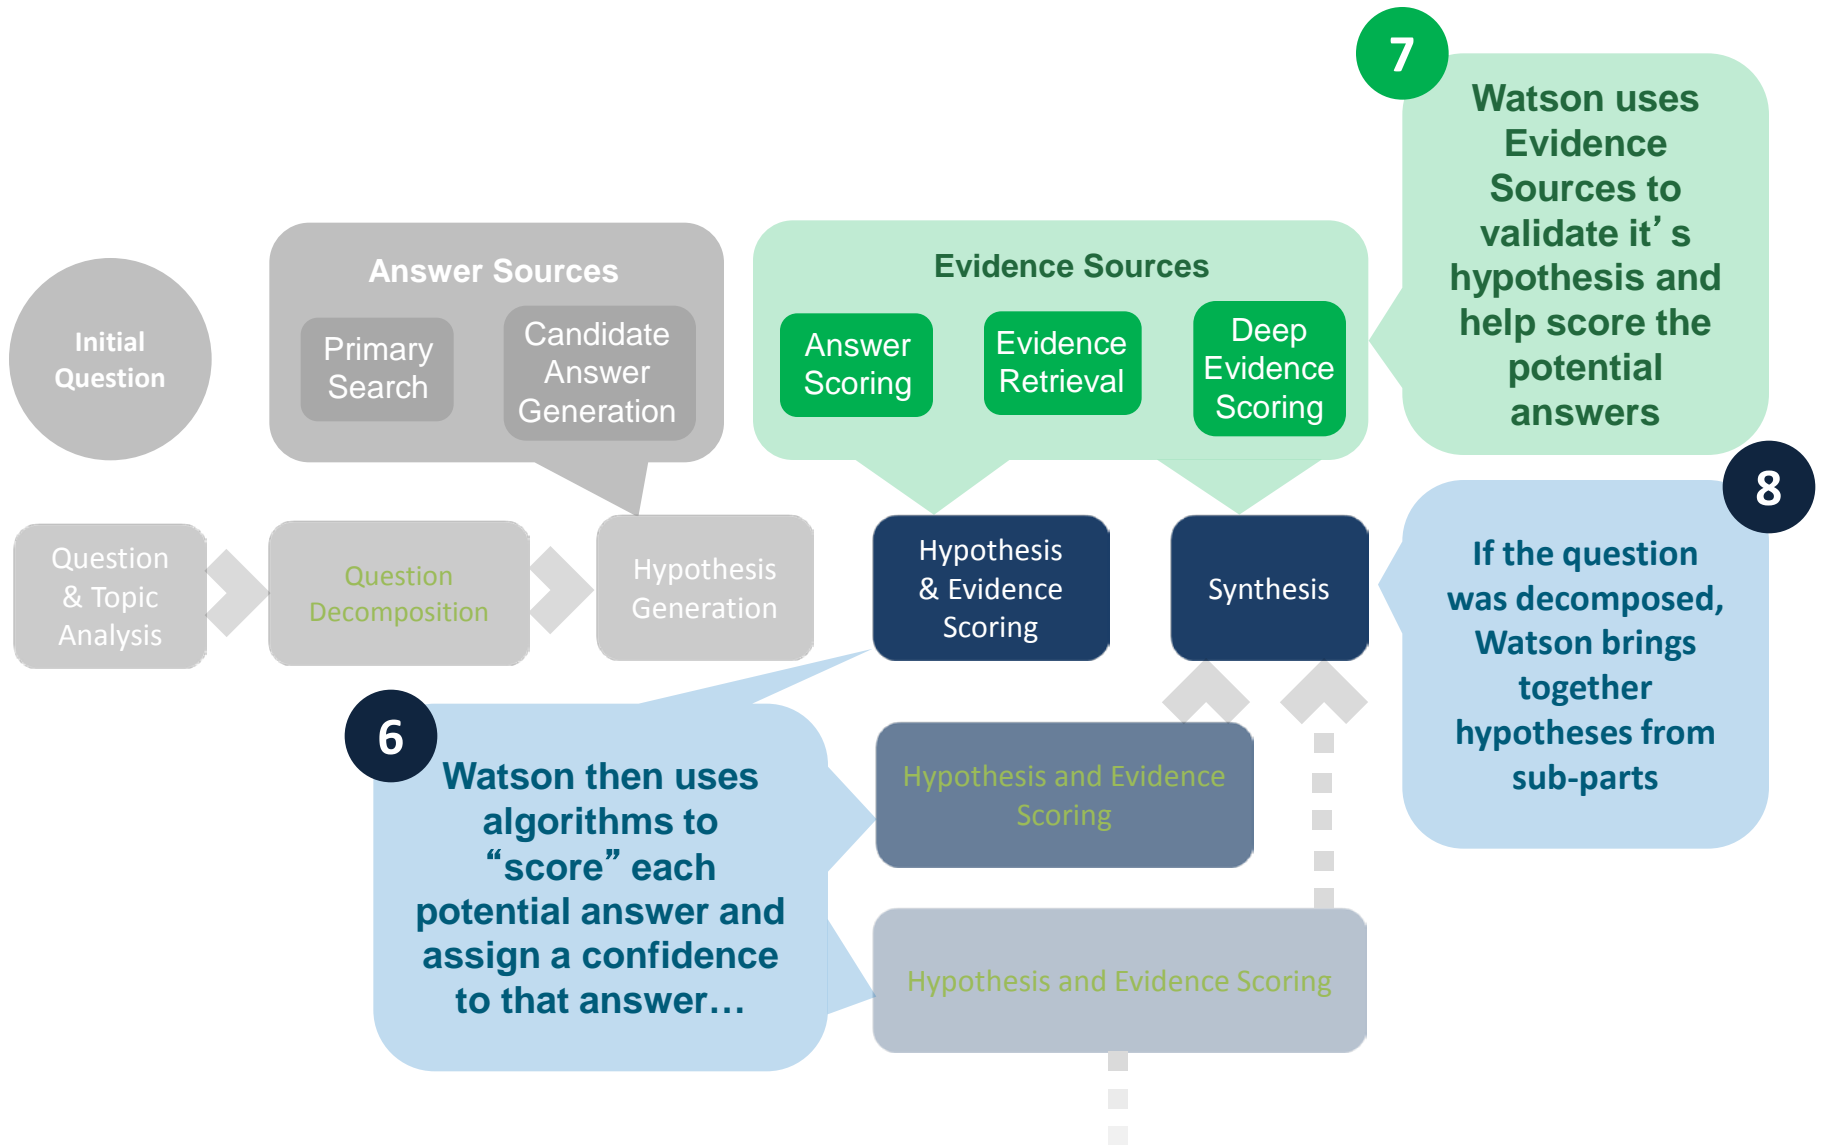 7
Watson uses
Evidence
Sources to
validate it’ s
hypothesis and
help score the
potential
answers
Initial
Question
Answer Sources
Primary
Search
Candidate
Answer
Generation
Evidence Sources
Answer
Scoring
Evidence
Retrieval
Deep
Evidence
Scoring
Question
& Topic
Analysis
Question
Decomposition
Hypothesis
Generation
Hypothesis
& Evidence
Scoring
Synthesis
8
If the question
was decomposed,
Watson brings
together
hypotheses from
sub-parts
6
Watson then uses
algorithms to
“score” each
potential answer and
assign a confidence
to that answer…
Hypothesis and Evidence
Scoring
Hypothesis and Evidence Scoring